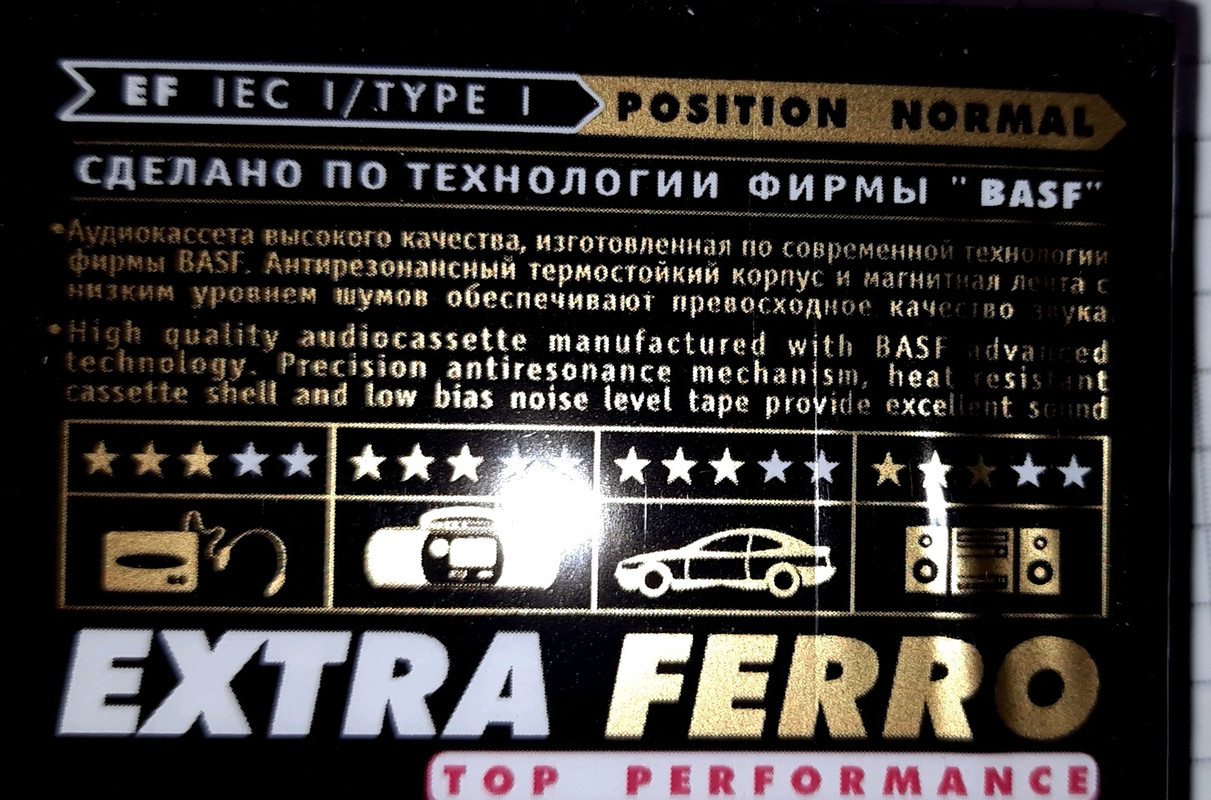 EF IEC I/TYPE I POSITION NORMAL
СДЕЛАНО ПО ТЕХНОЛОГИИ ФИРМЫ "BASF"
•Аудиокассета высокого качества, изготовленная по современной технологии
фирмы BASF. Антирезонансный термостойкий корпус и магнитная лента с
низким уровнем шумов обеспечивают превосходное качество звука
•High quality audiocassette manufactured with BASF advanced
technology. Precision antiresonance mechanism, heat resistant
cassette shell and low bias noise level tape provide excellent sound
EXTRA FERRO
TOP PERFORMANCE